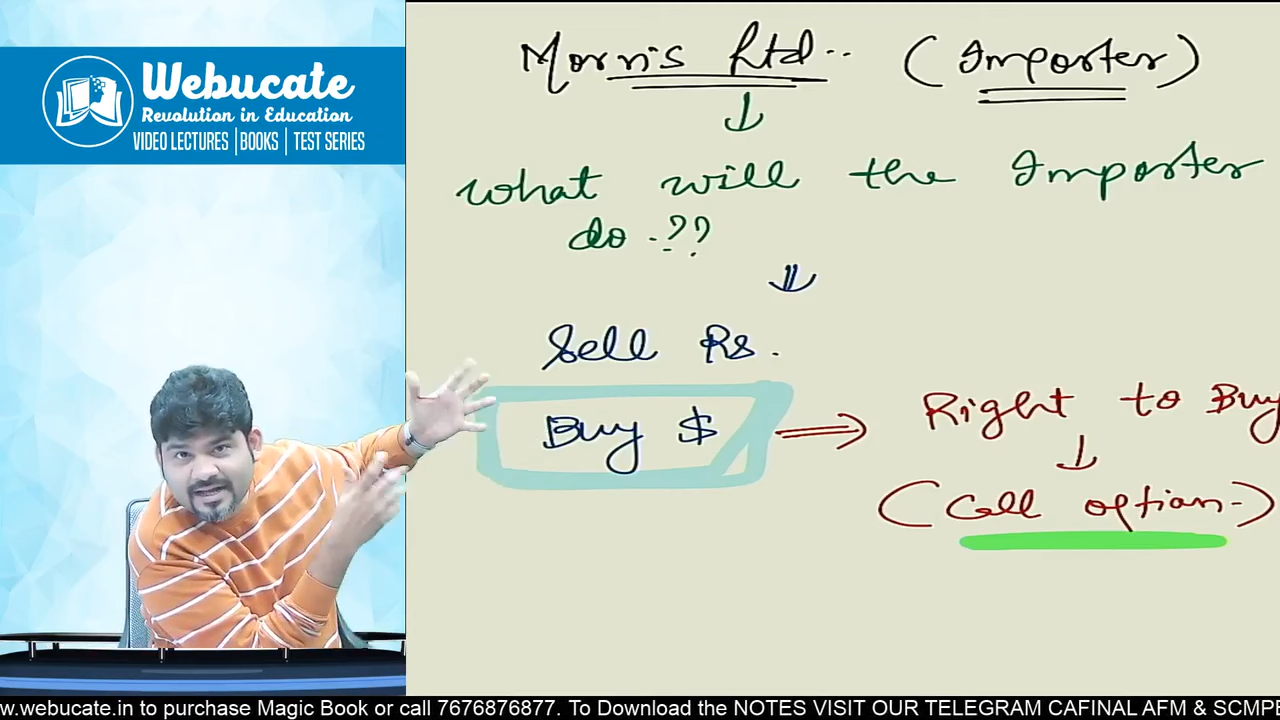 Webucate
Revolution in Education
VIDEO LECTURES | BOOKS | TEST SERIES
Morris Ltd.. (Importer)
↓
What will the Importer
do.??
⇓
Sell Rs.
Buy $ ⇒ Right to Buy
↓
(Call option-)
w.webucate.in to purchase Magic Book or call 7676876877. To Download the NOTES VISIT OUR TELEGRAM CAFINAL AFM & SCMPE